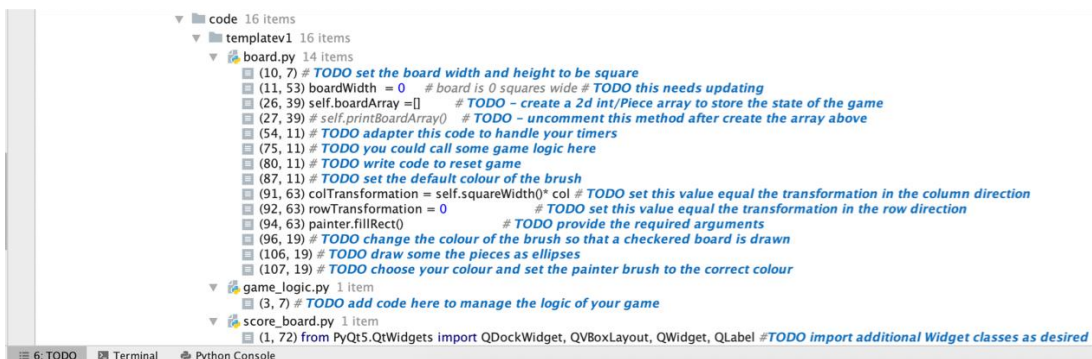 code 16 items
templatev1 16 items
board.py 14 items
(10, 7) # TODO set the board width and height to be square
(11, 53) boardWidth = 0 # board is 0 squares wide # TODO this needs updating
(26, 39) self.boardArray =[] # TODO - create a 2d int/Piece array to store the state of the game
(27, 39) # self.printBoardArray() # TODO - uncomment this method after create the array above
(54, 11) # TODO adapter this code to handle your timers
(75, 11) # TODO you could call some game logic here
(80, 11) # TODO write code to reset game
(87, 11) # TODO set the default colour of the brush
(91, 63) colTransformation = self.squareWidth()* col # TODO set this value equal the transformation in the column direction
(92, 63) rowTransformation = 0 # TODO set this value equal the transformation in the row direction
(94, 63) painter.fillRect() # TODO provide the required arguments
(96, 19) # TODO change the colour of the brush so that a checkered board is drawn
(106, 19) # TODO draw some the pieces as ellipses
(107, 19) # TODO choose your colour and set the painter brush to the correct colour
game_logic.py 1 item
(3, 7) # TODO add code here to manage the logic of your game
score_board.py 1 item
(1, 72) from PyQt5.QtWidgets import QDockWidget, QVBoxLayout, QWidget, QLabel #TODO import additional Widget classes as desired
6: TODO Terminal Python Console